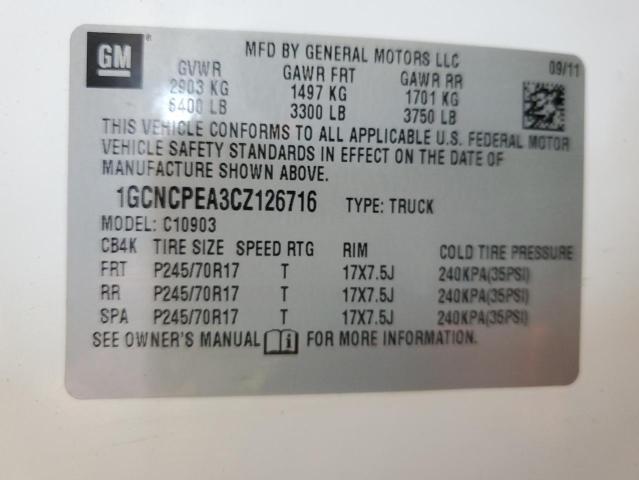 GM®
MFD BY GENERAL MOTORS LLC 09/11
GVWR GAWR FRT GAWR RR
2903 KG 1497 KG 1701 KG
6400 LB 3300 LB 3750 LB
THIS VEHICLE CONFORMS TO ALL APPLICABLE U.S. FEDERAL MOTOR
VEHICLE SAFETY STANDARDS IN EFFECT ON THE DATE OF
MANUFACTURE SHOWN ABOVE.
1GCNCPEA3CZ126716 TYPE: TRUCK
MODEL: C10903
CB4K TIRE SIZE SPEED RTG RIM COLD TIRE PRESSURE
FRT P245/70R17 T 17X7.5J 240KPA(35PSI)
RR P245/70R17 T 17X7.5J 240KPA(35PSI)
SPA P245/70R17 T 17X7.5J 240KPA(35PSI)
SEE OWNER'S MANUAL i FOR MORE INFORMATION.